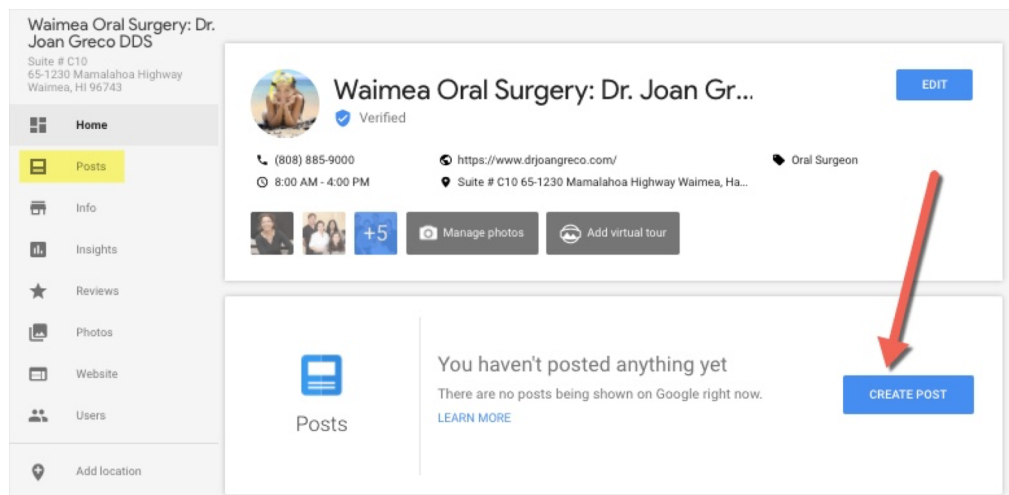 Waimea Oral Surgery: Dr.
Joan Greco DDS
Suite # C10
65-1230 Mamalahoa Highway
Waimea, HI 96743
Home
Posts
Info
Insights
Reviews
Photos
Website
Users
Add location
Waimea Oral Surgery: Dr. Joan Gr...
EDIT
Verified
(808) 885-9000
https://www.drjoangreco.com/
Oral Surgeon
8:00 AM - 4:00 PM
Suite # C10 65-1230 Mamalahoa Highway Waimea, Ha...
+5
Manage photos
Add virtual tour
Posts
You haven't posted anything yet
There are no posts being shown on Google right now.
LEARN MORE
CREATE POST